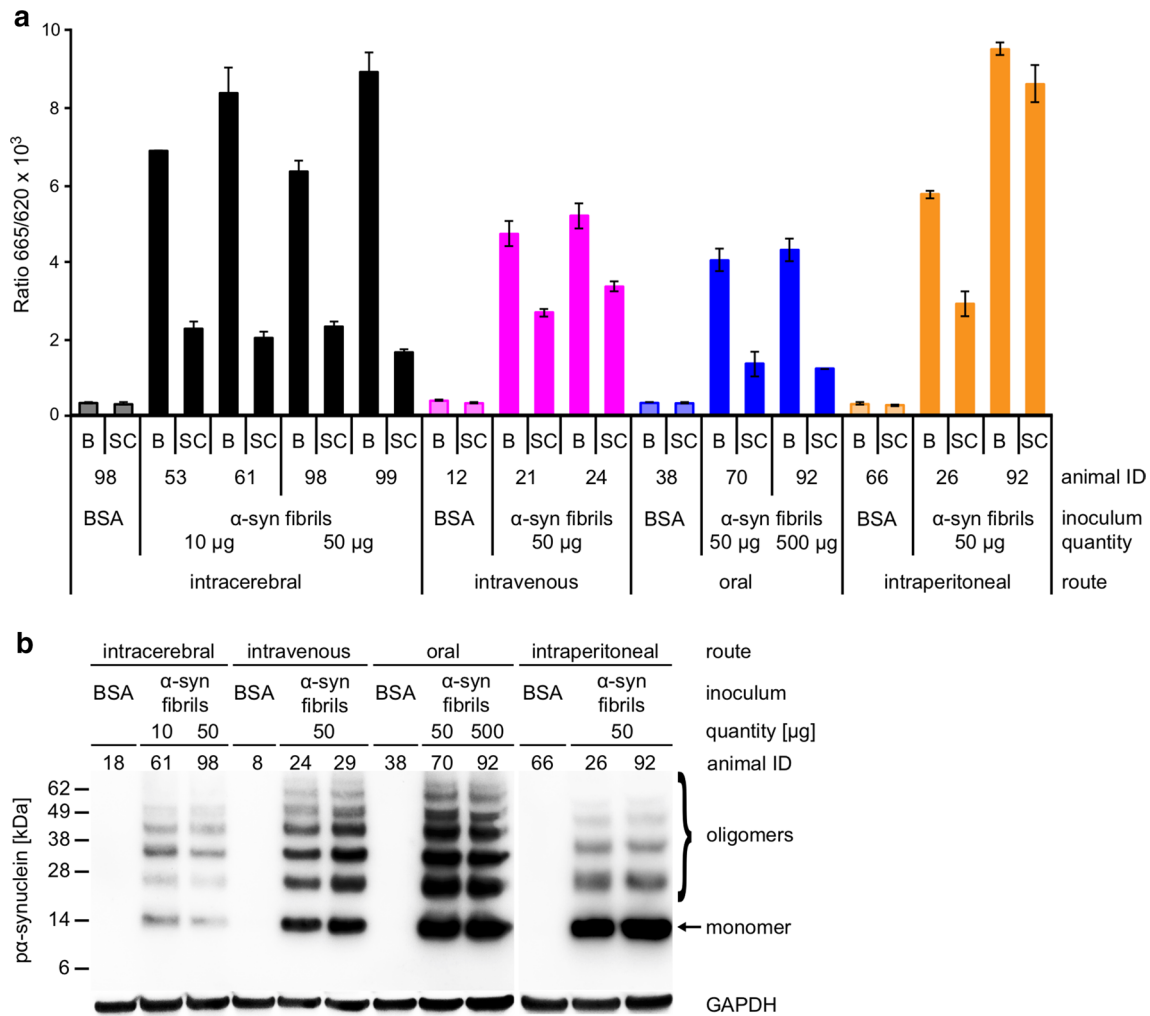 a
10
8
6
4
2
0
Ratio 665/620 x 10³
B SC B SC B SC B SC B SC B SC B SC B SC B SC B SC B SC B SC B SC B SC
98 53 61 98 99 12 21 24 38 70 92 66 26 92 animal ID
BSA α-syn fibrils BSA α-syn fibrils BSA α-syn fibrils BSA α-syn fibrils inoculum
10 µg 50 µg 50 µg 50 µg 500 µg 50 µg quantity
intracerebral intravenous oral intraperitoneal route
b
intracerebral intravenous oral intraperitoneal route
BSA α-syn fibrils BSA α-syn fibrils BSA α-syn fibrils BSA α-syn fibrils inoculum
10 50 50 50 500 50 quantity [µg]
18 61 98 8 24 29 38 70 92 66 26 92 animal ID
pα-synuclein [kDa]
62
49
38
28
14
6
oligomers
monomer
GAPDH